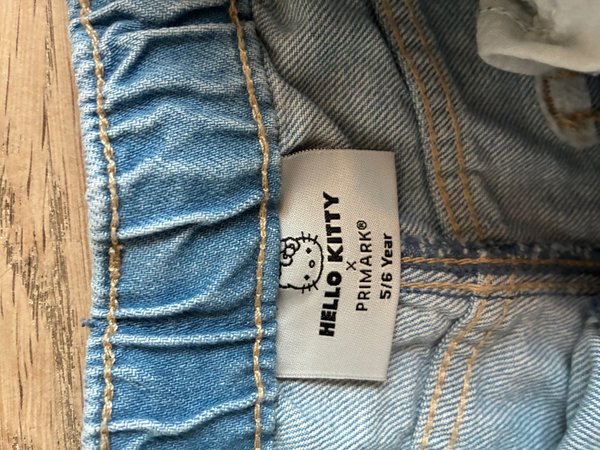 HELLO KITTY
×
PRIMARK®
5/6 Year